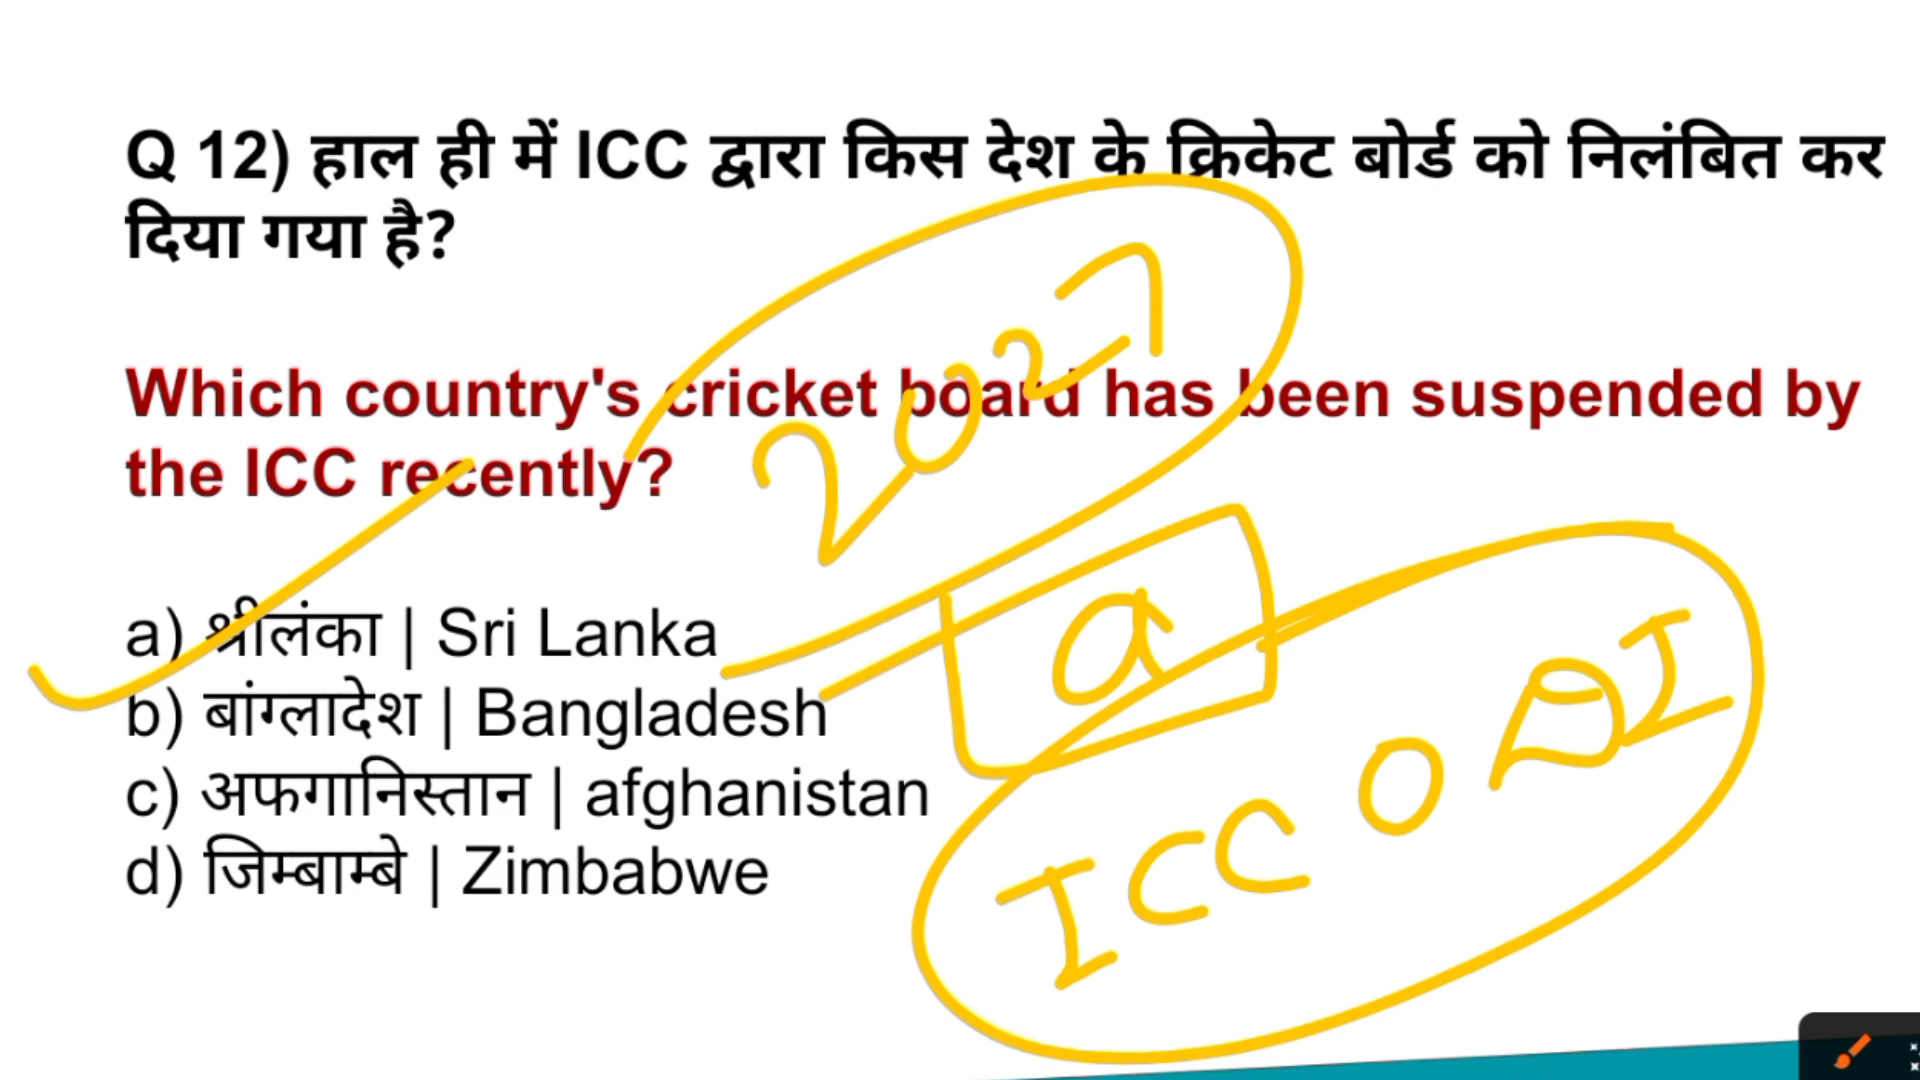 Q 12) हाल ही में ICC द्वारा किस देश के क्रिकेट बोर्ड को निलंबित कर
दिया गया है?
2027
Which country's cricket board has been suspended by
the ICC recently?
a) श्रीलंका | Sri Lanka
a
b) बांग्लादेश | Bangladesh
c) अफगानिस्तान | afghanistan
d) जिम्बाम्बे | Zimbabwe
ICC ODI